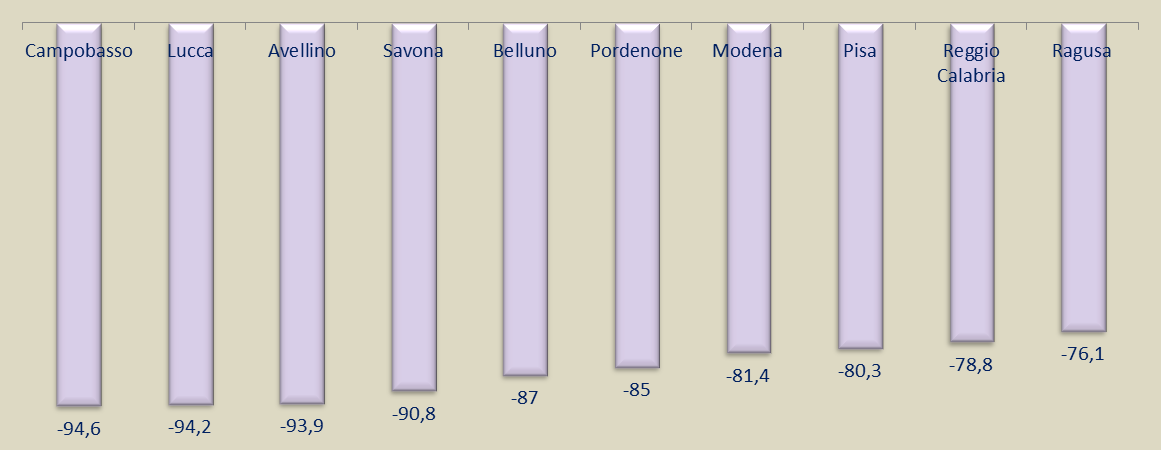 Campobasso
Lucca
Avellino
Savona
Belluno
Pordenone
Modena
Pisa
Reggio
Calabria
Ragusa
-94,6
-94,2
-93,9
-90,8
-87
-85
-81,4
-80,3
-78,8
-76,1